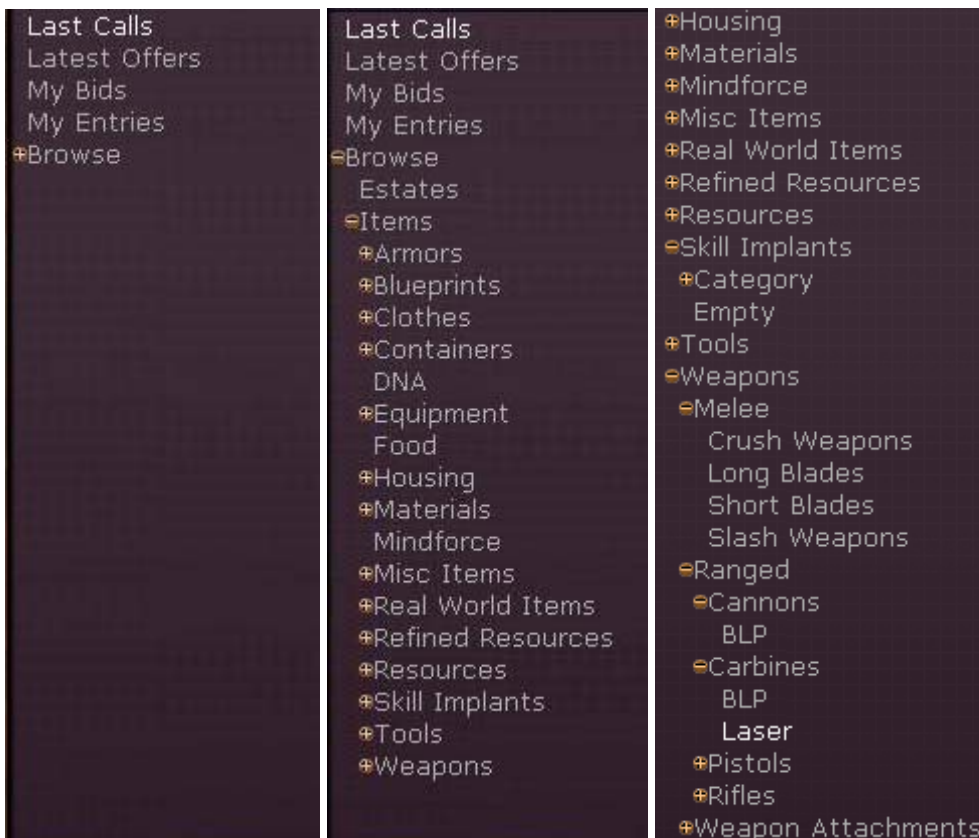 Last Calls
Latest Offers
My Bids
My Entries
Browse
Last Calls
Latest Offers
My Bids
My Entries
Browse
Estates
Items
Armors
Blueprints
Clothes
Containers
DNA
Equipment
Food
Housing
Materials
Mindforce
Misc Items
Real World Items
Refined Resources
Resources
Skill Implants
Tools
Weapons
Housing
Materials
Mindforce
Misc Items
Real World Items
Refined Resources
Resources
Skill Implants
Category
Empty
Tools
Weapons
Melee
Crush Weapons
Long Blades
Short Blades
Slash Weapons
Ranged
Cannons
BLP
Carbines
BLP
Laser
Pistols
Rifles
Weapon Attachments